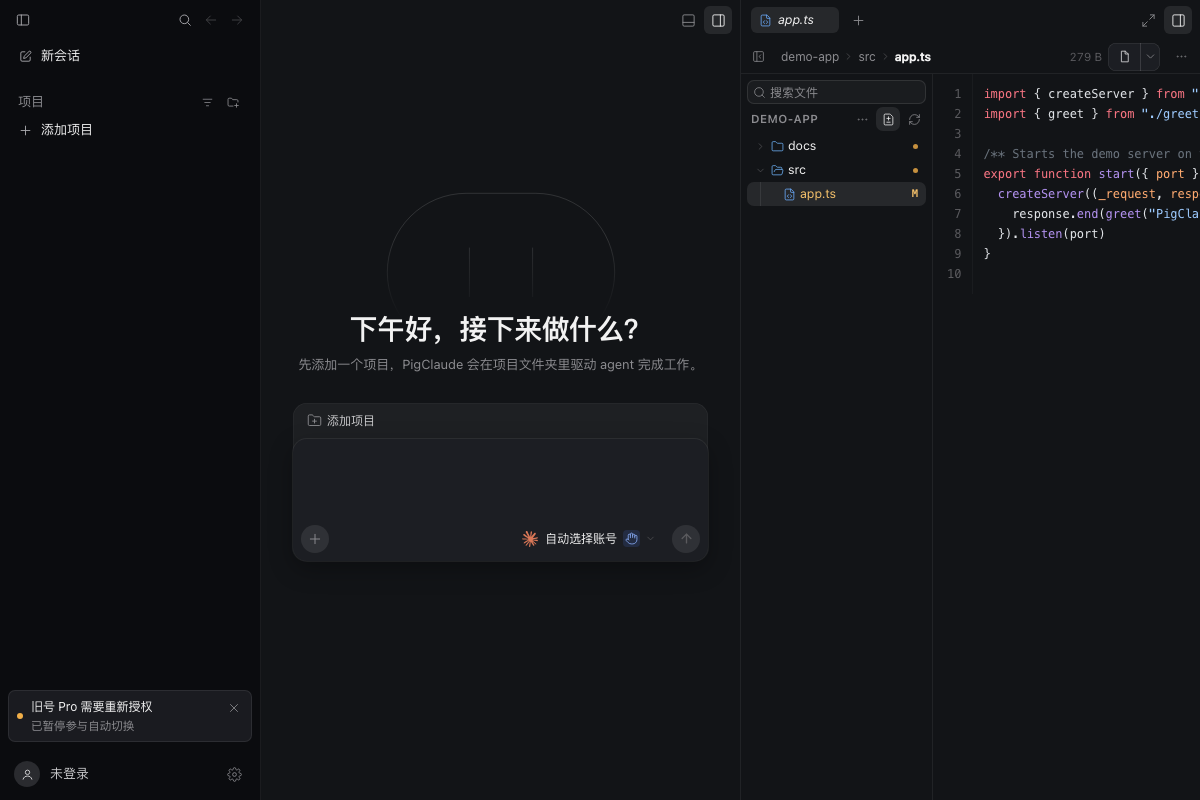 新会话
项目
添加项目
旧号 Pro 需要重新授权
已暂停参与自动切换
未登录
下午好，接下来做什么?
先添加一个项目，PigClaude 会在项目文件夹里驱动 agent 完成工作。
添加项目
自动选择账号
app.ts
demo-app src app.ts
279 B
搜索文件
DEMO-APP
docs
src
app.ts M
1 import { createServer } from "
2 import { greet } from "./greet
3
4 /** Starts the demo server on
5 export function start({ port }
6 createServer((_request, resp
7 response.end(greet("PigCla
8 }).listen(port)
9 }
10